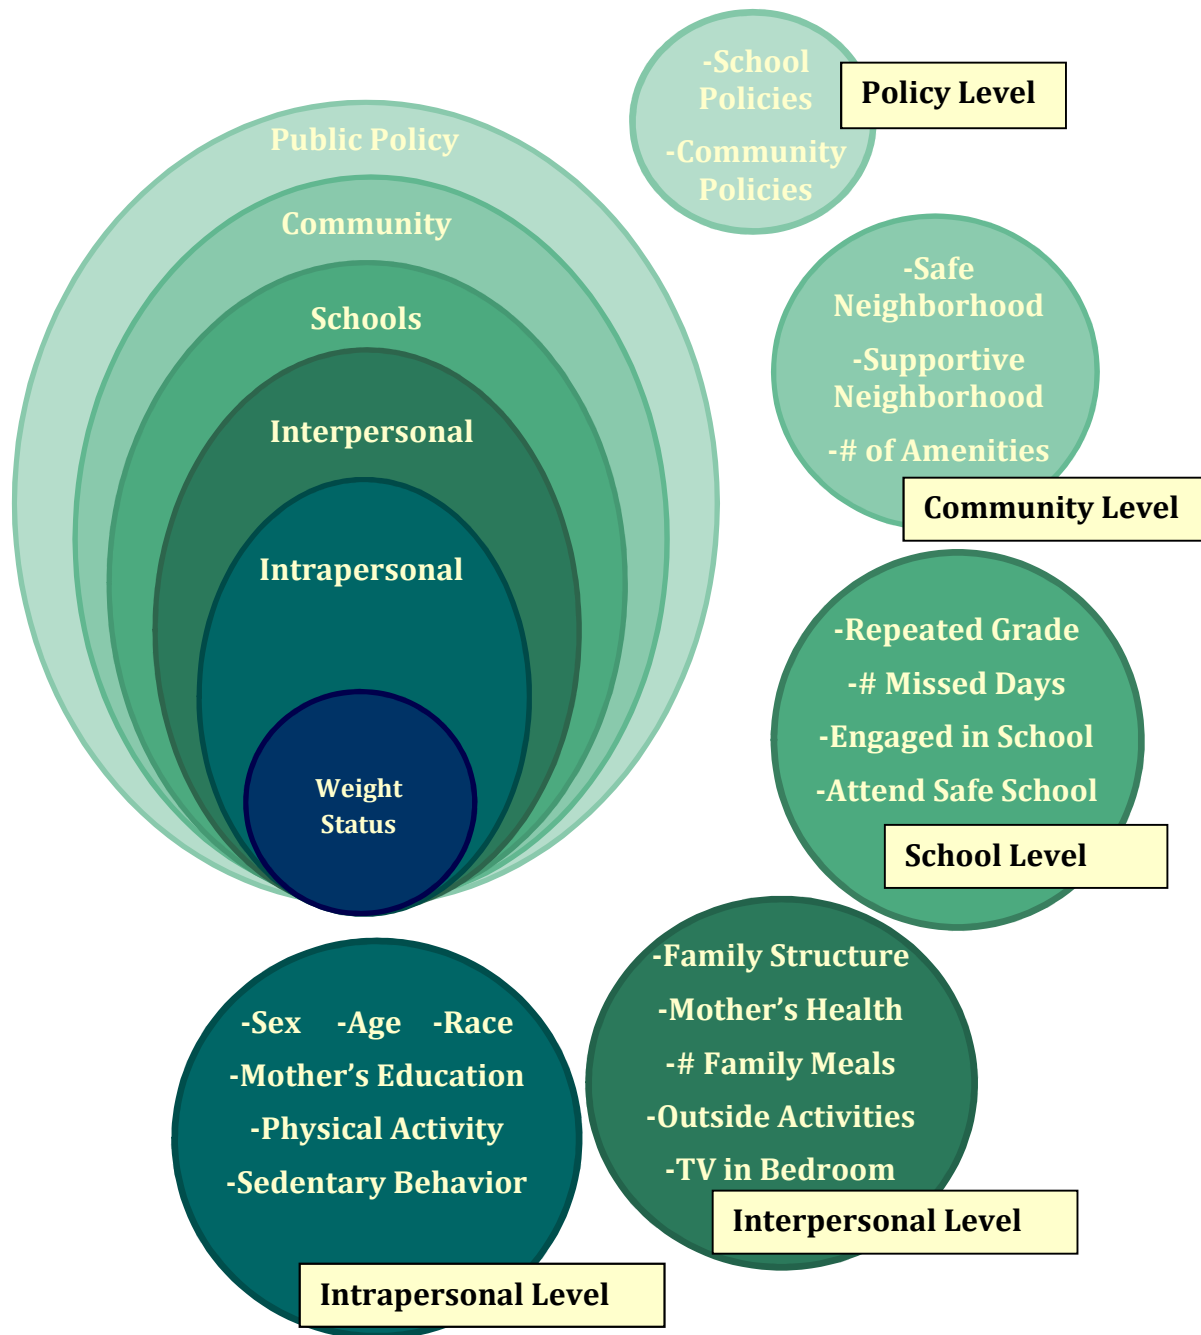 Public Policy
Community
Schools
Interpersonal
Intrapersonal
Weight
Status
-School
Policies
-Community
Policies
Policy Level
-Safe
Neighborhood
-Supportive
Neighborhood
-# of Amenities
Community Level
-Repeated Grade
-# Missed Days
-Engaged in School
-Attend Safe School
School Level
-Family Structure
-Mother’s Health
-# Family Meals
-Outside Activities
-TV in Bedroom
Interpersonal Level
-Sex -Age -Race
-Mother’s Education
-Physical Activity
-Sedentary Behavior
Intrapersonal Level